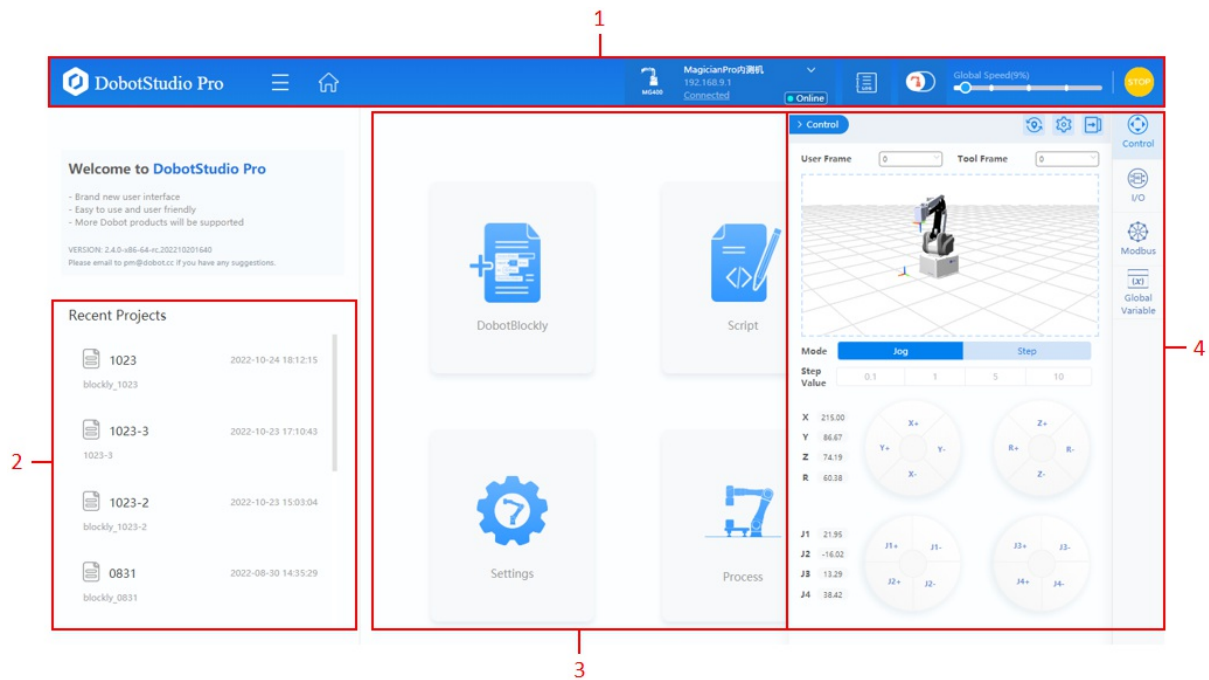 1
DobotStudio Pro
MG400
MagicianPro内测机
192.168.9.1
Connected
Online
LOG
Global Speed(9%)
STOP
Welcome to DobotStudio Pro
- Brand new user interface
- Easy to use and user friendly
- More Dobot products will be supported
VERSION: 2.4.0-x86-64-rc.202210201640
Please email to pm@dobot.cc if you have any suggestions.
2
Recent Projects
1023 2022-10-24 18:12:15
blockly_1023
1023-3 2022-10-23 17:10:43
1023-3
1023-2 2022-10-23 15:03:04
blockly_1023-2
0831 2022-08-30 14:35:29
blockly_0831
DobotBlockly
Script
Settings
Process
3
> Control
User Frame 0 Tool Frame 0
Mode Jog Step
Step
Value 0.1 1 5 10
X 215.00
Y 86.67
Z 74.19
R 60.38
X+
Y+ Y-
X-
Z+
R+ R-
Z-
J1 21.95
J2 -16.02
J3 13.29
J4 38.42
J1+ J1-
J2+ J2-
J3+ J3-
J4+ J4-
Control
I/O
Modbus
(X)
Global
Variable
4